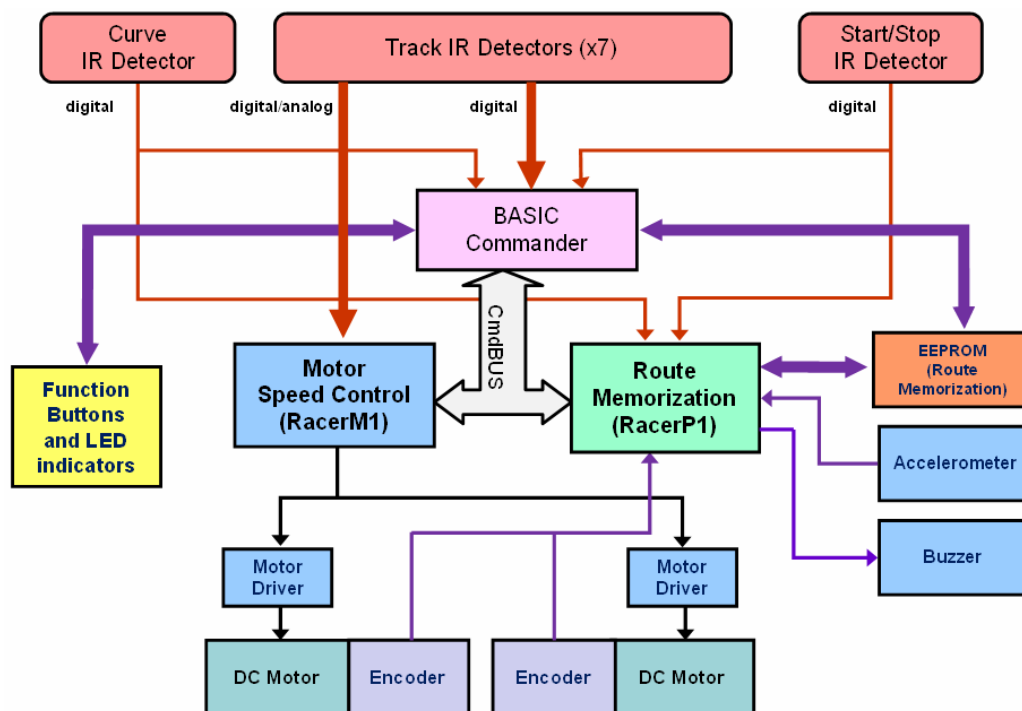 Curve
IR Detector
Track IR Detectors (x7)
Start/Stop
IR Detector
digital
digital/analog
digital
digital
BASIC
Commander
CmdBUS
Function
Buttons
and LED
indicators
Motor
Speed Control
(RacerM1)
Route
Memorization
(RacerP1)
EEPROM
(Route
Memorization)
Accelerometer
Buzzer
Motor
Driver
Motor
Driver
DC Motor
Encoder
Encoder
DC Motor